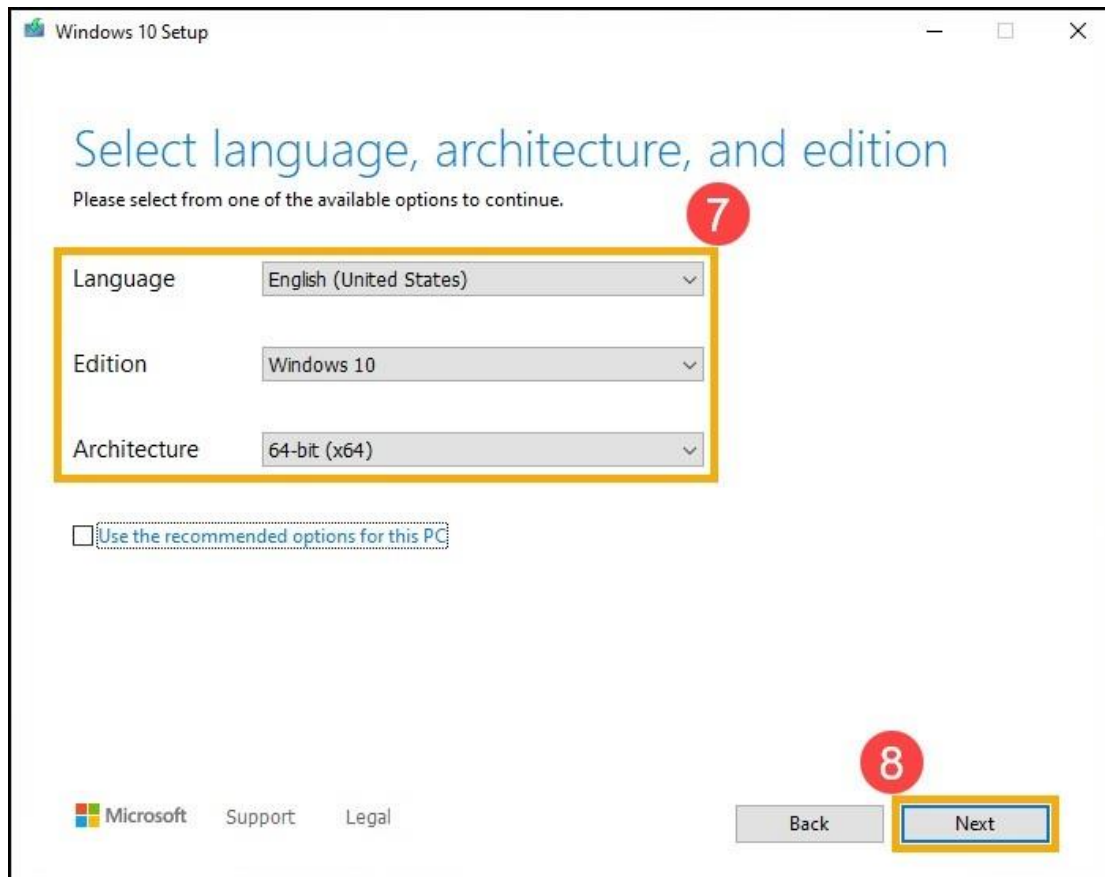 Windows 10 Setup
Select language, architecture, and edition
Please select from one of the available options to continue.
7
Language English (United States)
Edition Windows 10
Architecture 64-bit (x64)
Use the recommended options for this PC
8
Microsoft Support Legal Back Next